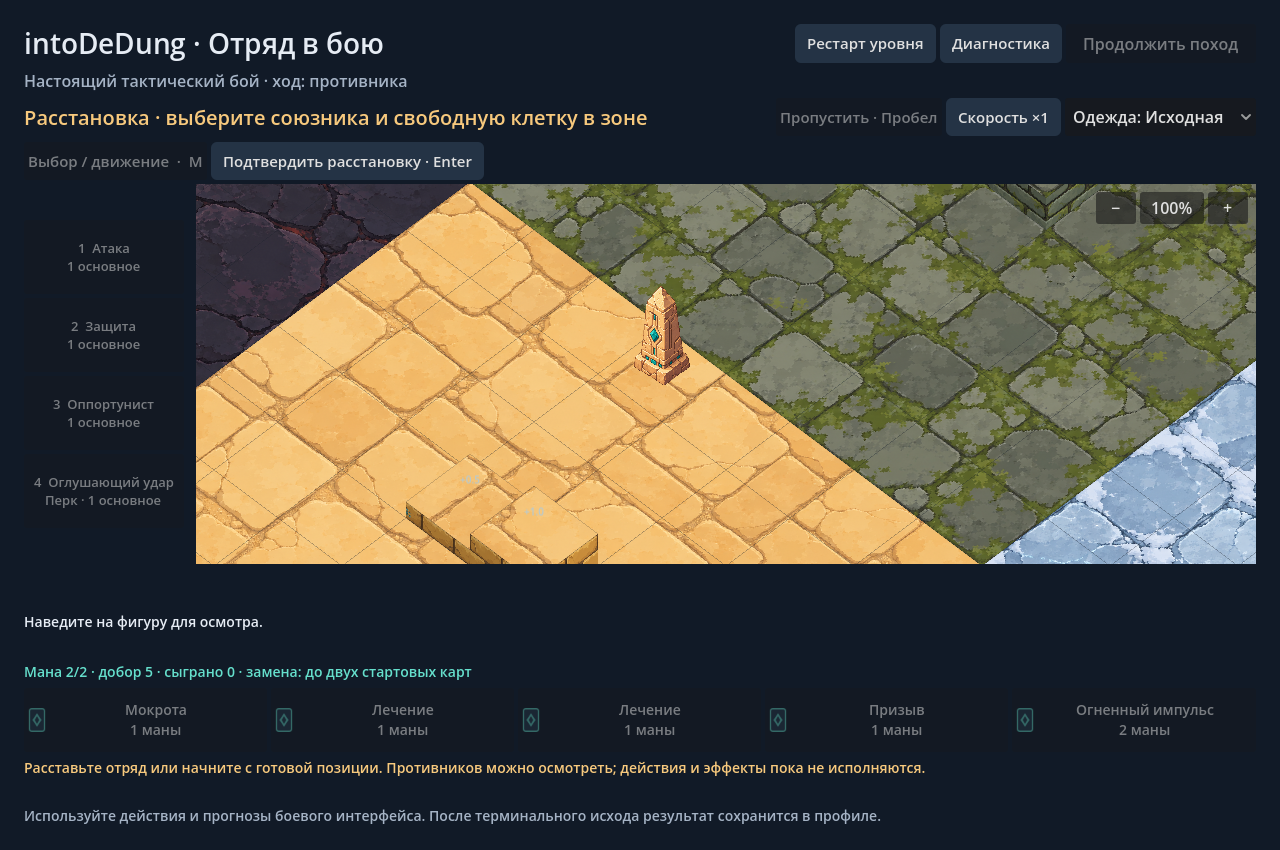 intoDeDung · Отряд в бою
Рестарт уровня
Диагностика
Продолжить поход
Настоящий тактический бой · ход: противника
Расстановка · выберите союзника и свободную клетку в зоне
Пропустить · Пробел
Скорость ×1
Одежда: Исходная
Выбор / движение · M
Подтвердить расстановку · Enter
− 100% +
1 Атака
1 основное
2 Защита
1 основное
3 Оппортунист
1 основное
4 Оглушающий удар
Перк · 1 основное
Наведите на фигуру для осмотра.
Мана 2/2 · добор 5 · сыграно 0 · замена: до двух стартовых карт
Мокрота
1 маны
Лечение
1 маны
Лечение
1 маны
Призыв
1 маны
Огненный импульс
2 маны
Расставьте отряд или начните с готовой позиции. Противников можно осмотреть; действия и эффекты пока не исполняются.
Используйте действия и прогнозы боевого интерфейса. После терминального исхода результат сохранится в профиле.